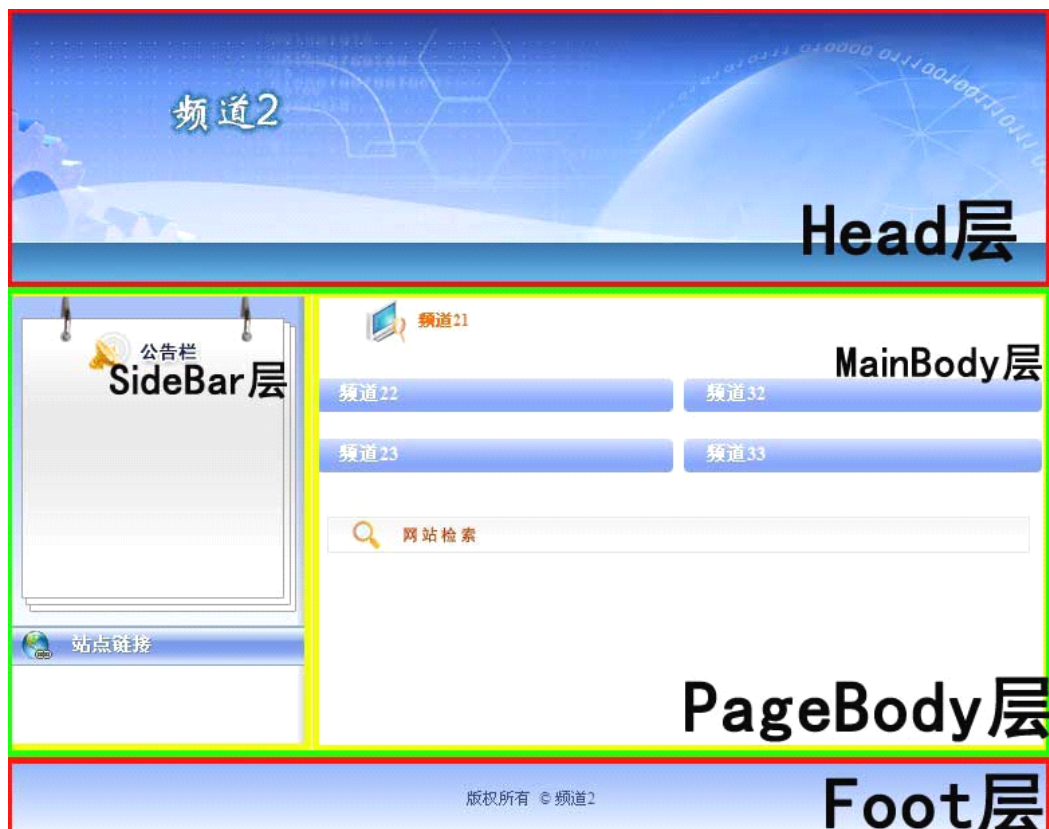 频道2
Head层
频道21
公告栏
MainBody层
SideBar层
频道22
频道32
频道23
频道33
网站检索
站点链接
PageBody层
版权所有 © 频道2
Foot层